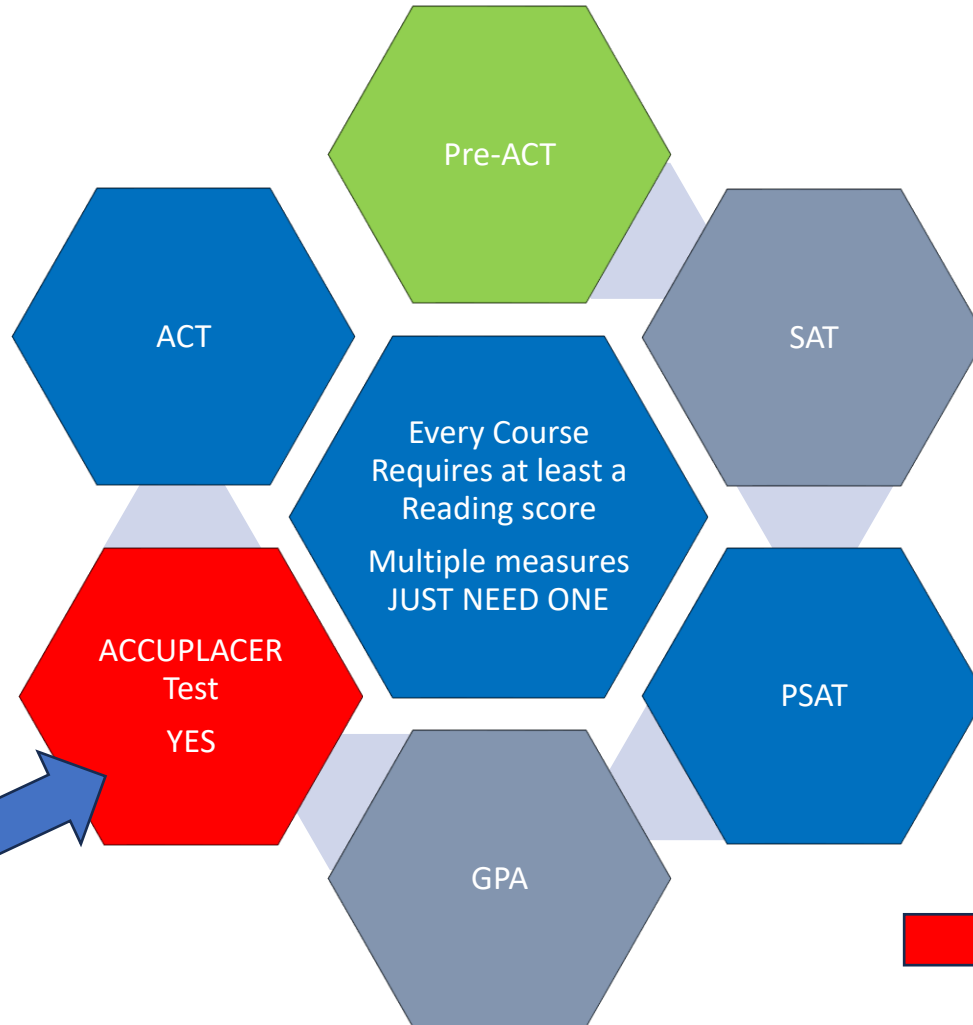 Pre-ACT
ACT
SAT
Every Course
Requires at least a
Reading score
Multiple measures
JUST NEED ONE
ACCUPLACER
Test
YES
PSAT
GPA